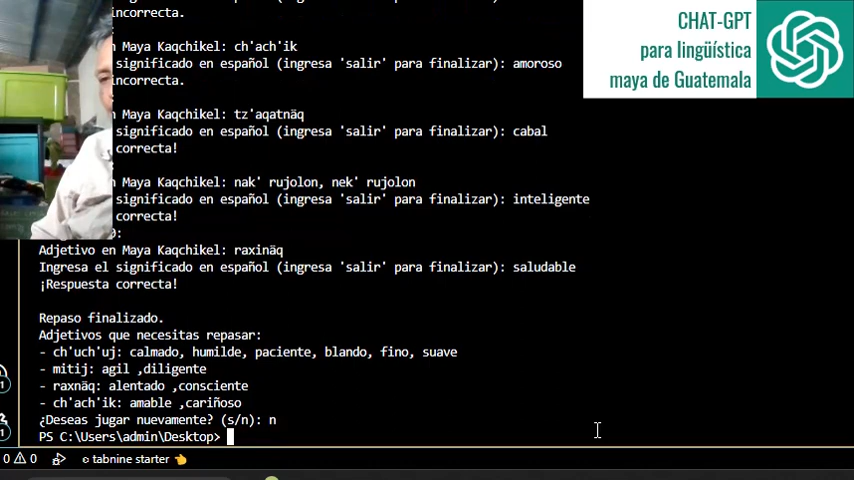 incorrecta.
n Maya Kaqchikel: ch'ach'ik
significado en español (ingresa 'salir' para finalizar): amoroso
incorrecta.
n Maya Kaqchikel: tz'aqatnäq
significado en español (ingresa 'salir' para finalizar): cabal
correcta!
n Maya Kaqchikel: nak' rujolon, nek' rujolon
significado en español (ingresa 'salir' para finalizar): inteligente
correcta!
0:
Adjetivo en Maya Kaqchikel: raxinäq
Ingresa el significado en español (ingresa 'salir' para finalizar): saludable
¡Respuesta correcta!
Repaso finalizado.
Adjetivos que necesitas repasar:
- ch'uch'uj: calmado, humilde, paciente, blando, fino, suave
- mitij: agil ,diligente
- raxnäq: alentado ,consciente
- ch'ach'ik: amable ,cariñoso
¿Deseas jugar nuevamente? (s/n): n
PS C:\Users\admin\Desktop>
0 0 tabnine starter
CHAT-GPT
para lingüística
maya de Guatemala